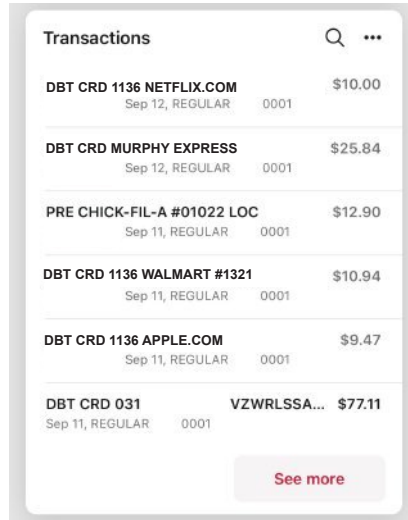 Transactions
DBT CRD 1136 NETFLIX.COM $10.00
Sep 12, REGULAR 0001
DBT CRD MURPHY EXPRESS $25.84
Sep 12, REGULAR 0001
PRE CHICK-FIL-A #01022 LOC $12.90
Sep 11, REGULAR 0001
DBT CRD 1136 WALMART #1321 $10.94
Sep 11, REGULAR 0001
DBT CRD 1136 APPLE.COM $9.47
Sep 11, REGULAR 0001
DBT CRD 031 VZWRLSSA... $77.11
Sep 11, REGULAR 0001
See more